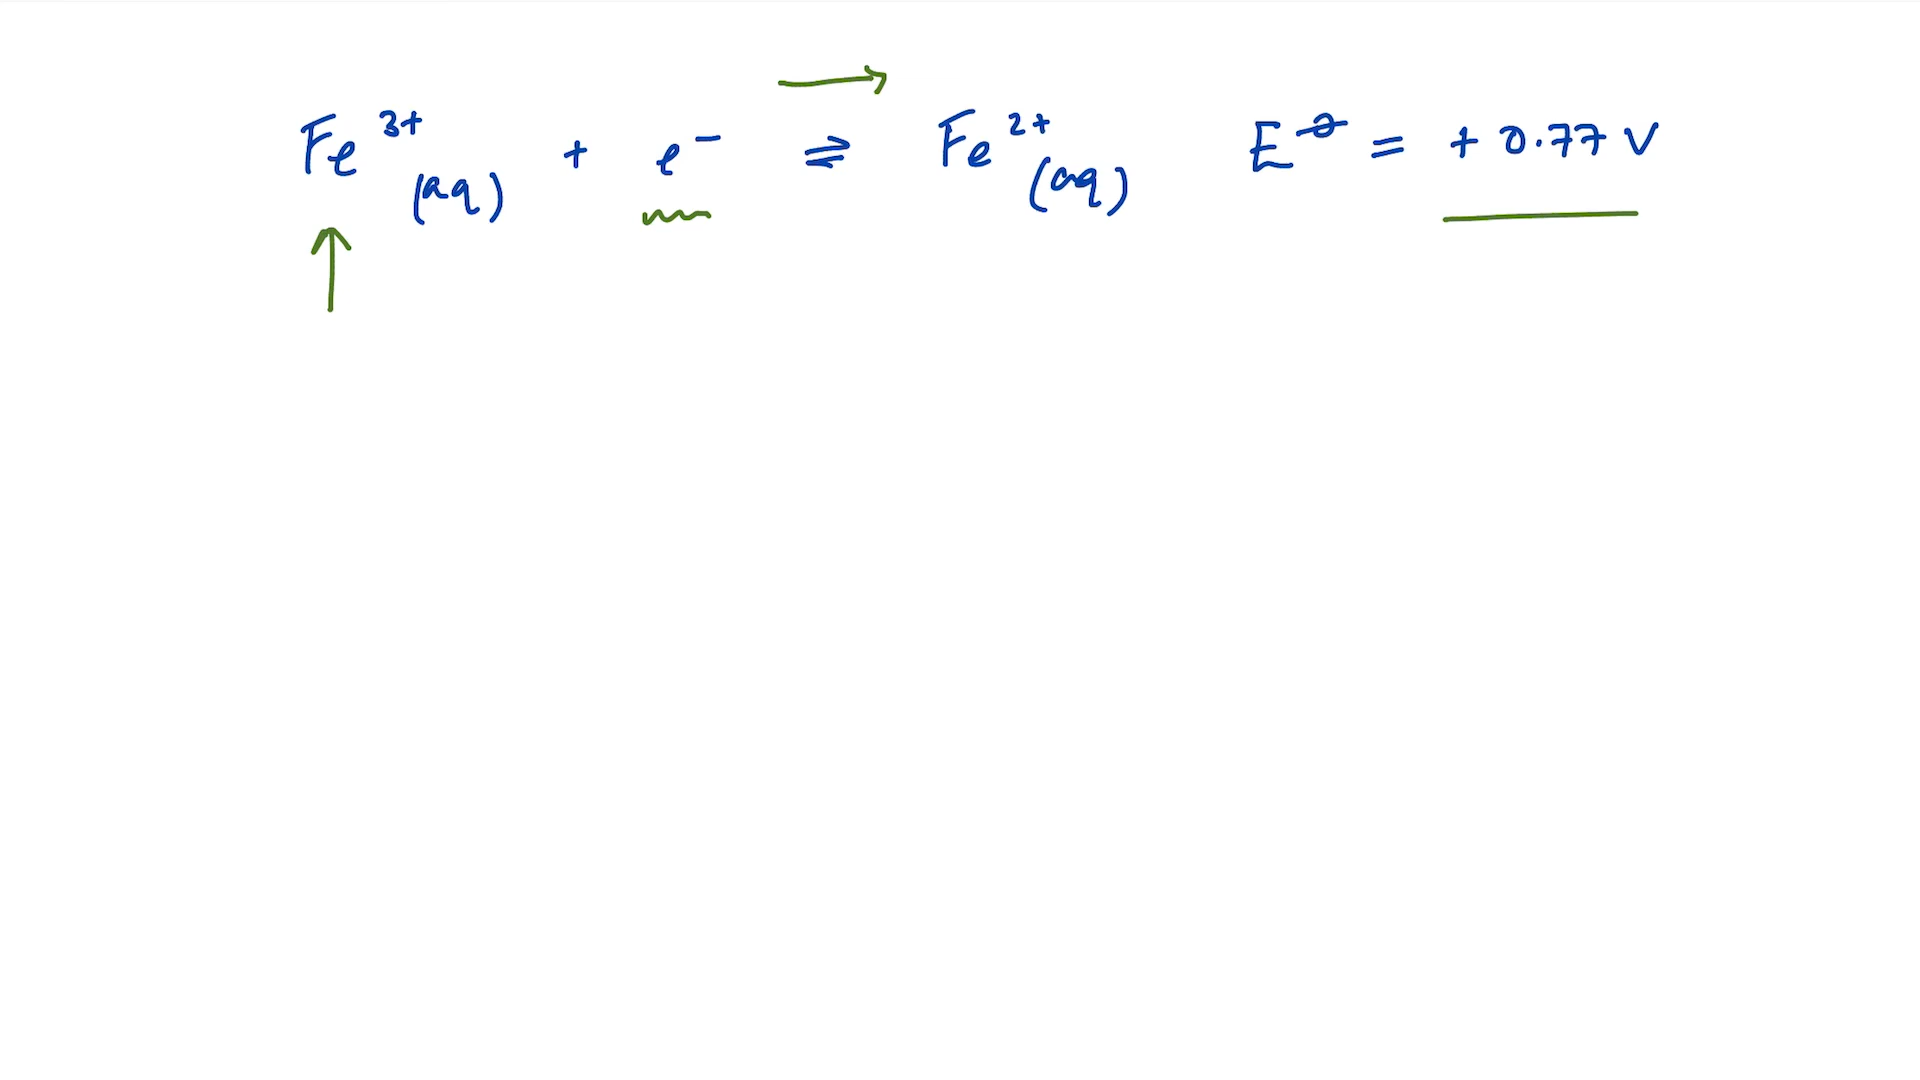 Fe³⁺(aq) + e⁻ ⇌ Fe²⁺(aq) E⦵ = + 0.77 V